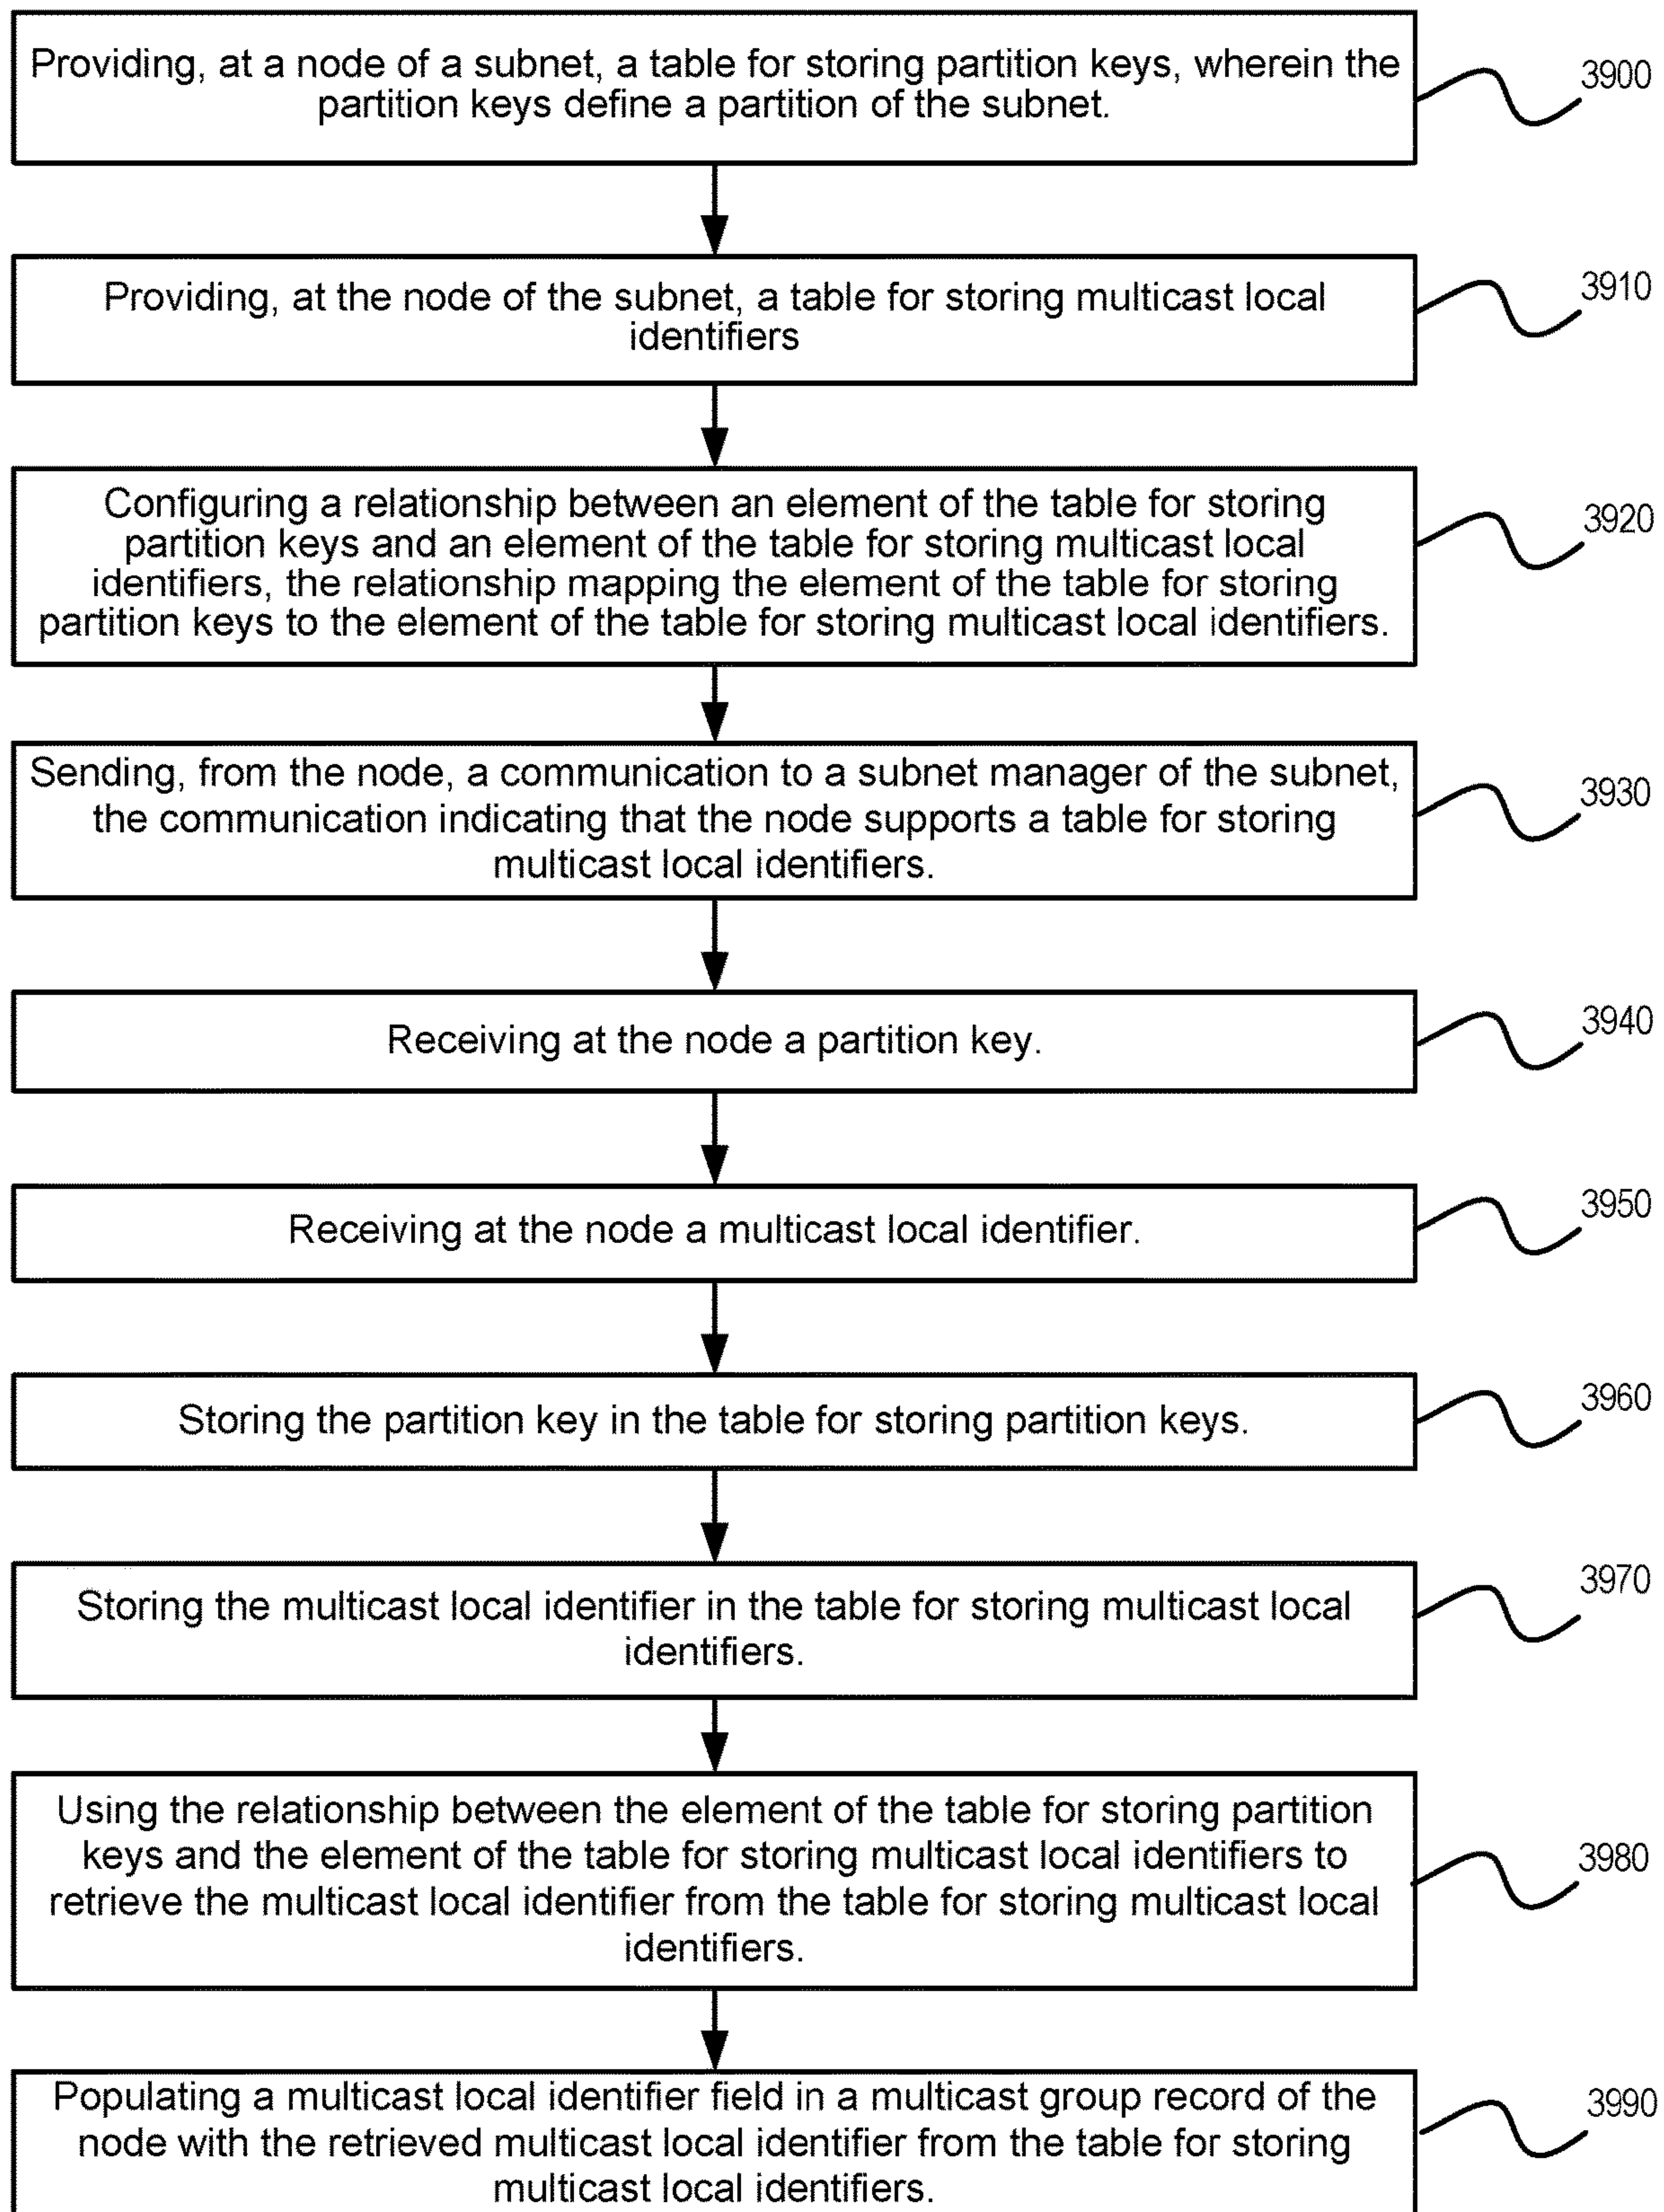 Providing, at a node of a subnet, a table for storing partition keys, wherein the
partition keys define a partition of the subnet.
3900
Providing, at the node of the subnet, a table for storing multicast local
identifiers
3910
Configuring a relationship between an element of the table for storing
partition keys and an element of the table for storing multicast local
identifiers, the relationship mapping the element of the table for storing
partition keys to the element of the table for storing multicast local identifiers.
3920
Sending, from the node, a communication to a subnet manager of the subnet,
the communication indicating that the node supports a table for storing
multicast local identifiers.
3930
Receiving at the node a partition key.
3940
Receiving at the node a multicast local identifier.
3950
Storing the partition key in the table for storing partition keys.
3960
Storing the multicast local identifier in the table for storing multicast local
identifiers.
3970
Using the relationship between the element of the table for storing partition
keys and the element of the table for storing multicast local identifiers to
retrieve the multicast local identifier from the table for storing multicast local
identifiers.
3980
Populating a multicast local identifier field in a multicast group record of the
node with the retrieved multicast local identifier from the table for storing
multicast local identifiers.
3990